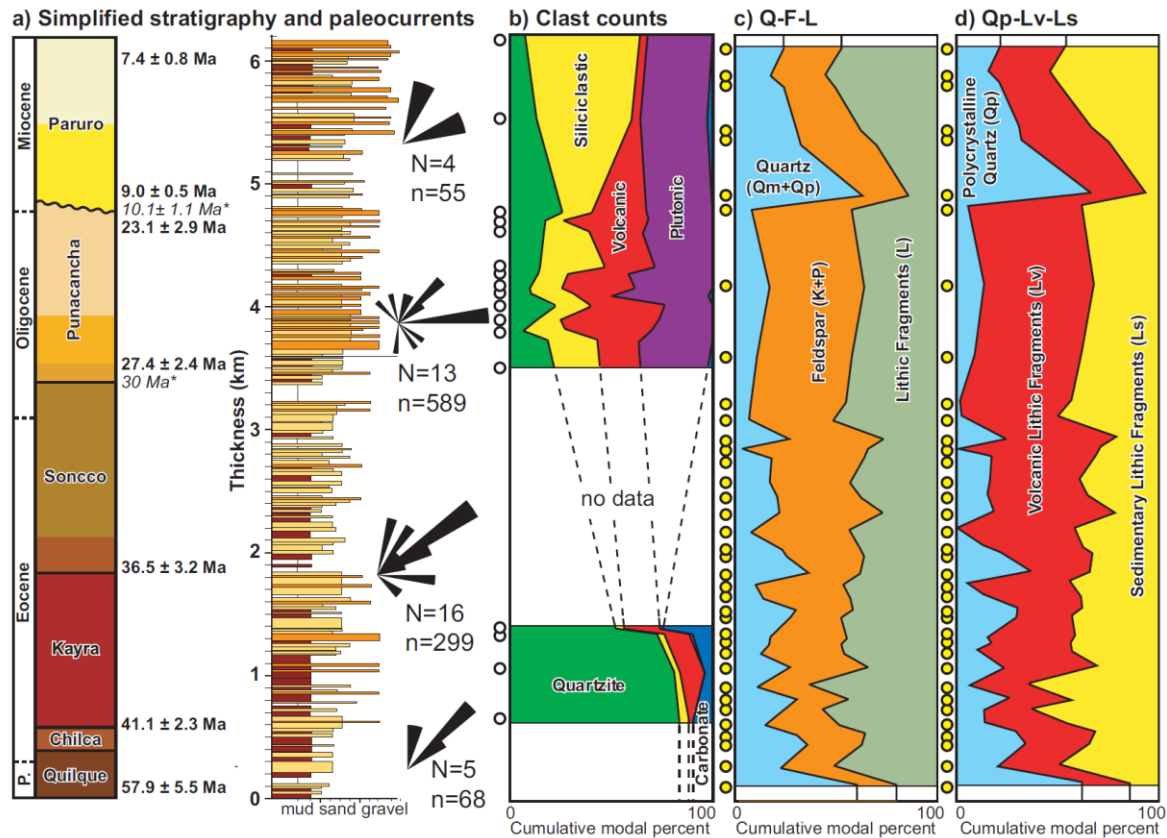 a) Simplified stratigraphy and paleocurrents
b) Clast counts
c) Q-F-L
d) Qp-Lv-Ls
Miocene
Oligocene
Eocene
P.
Paruro
Punacancha
Soncco
Kayra
Chilca
Quilque
7.4 ± 0.8 Ma
9.0 ± 0.5 Ma
10.1± 1.1 Ma*
23.1 ± 2.9 Ma
27.4 ± 2.4 Ma
30 Ma*
36.5 ± 3.2 Ma
41.1 ± 2.3 Ma
57.9 ± 5.5 Ma
Thickness (km)
6
5
4
3
2
1
0
mud sand gravel
N=4
n=55
N=13
n=589
N=16
n=299
N=5
n=68
Siliciclastic
Volcanic
Plutonic
no data
Quartzite
Carbonate
0
100
Cumulative modal percent
Quartz
(Qm+Qp)
Feldspar (K+P)
Lithic Fragments (L)
0
100
Cumulative modal percent
Polycrystalline
Quartz (Qp)
Volcanic Lithic Fragments (Lv)
Sedimentary Lithic Fragments (Ls)
0
100
Cumulative modal percent